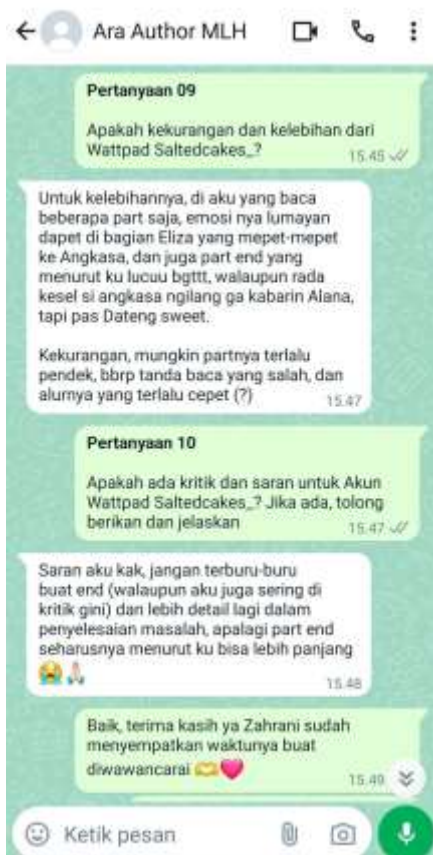 Ara Author MLH
Pertanyaan 09
Apakah kekurangan dan kelebihan dari
Wattpad Saltedcakes_?
15.45
Untuk kelebihannya, di aku yang baca
beberapa part saja, emosi nya lumayan
dapet di bagian Eliza yang mepet-mepet
ke Angkasa, dan juga part end yang
menurut ku lucuu bgttt, walaupun rada
kesel si angkasa ngilang ga kabarin Alana,
tapi pas Dateng sweet.
Kekurangan, mungkin partnya terlalu
pendek, bbrp tanda baca yang salah, dan
alurnya yang terlalu cepet (?)
15.47
Pertanyaan 10
Apakah ada kritik dan saran untuk Akun
Wattpad Saltedcakes_? Jika ada, tolong
berikan dan jelaskan
15.47
Saran aku kak, jangan terburu-buru
buat end (walaupun aku juga sering di
kritik gini) dan lebih detail lagi dalam
penyelesaian masalah, apalagi part end
seharusnya menurut ku bisa lebih panjang
😭🙏🏻
15.48
Baik, terima kasih ya Zahrani sudah
menyempatkan waktunya buat
diwawancarai 🫶❤️
15.49
Ketik pesan